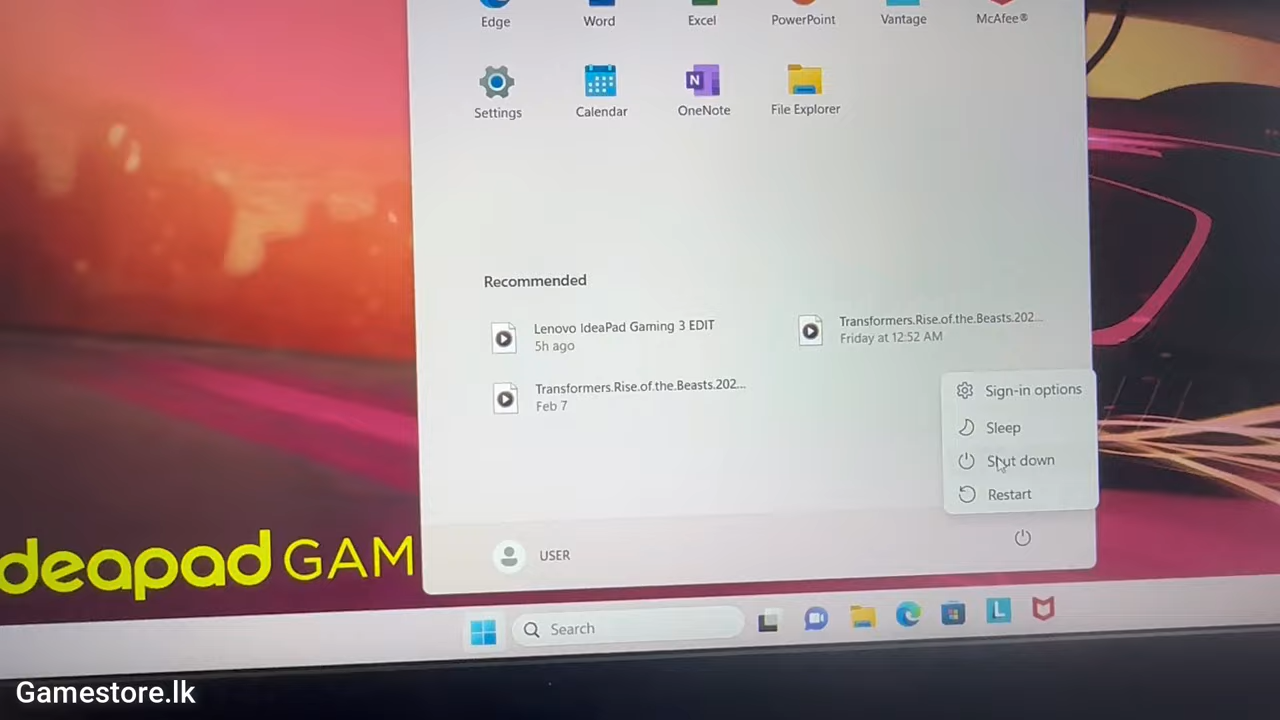 Edge
Word
Excel
PowerPoint
Vantage
McAfee®
Settings
Calendar
OneNote
File Explorer
Recommended
Lenovo IdeaPad Gaming 3 EDIT
5h ago
Transformers.Rise.of.the.Beasts.202...
Friday at 12:52 AM
Transformers.Rise.of.the.Beasts.202...
Feb 7
Sign-in options
Sleep
Shut down
Restart
deapad GAM
USER
Search
Gamestore.lk